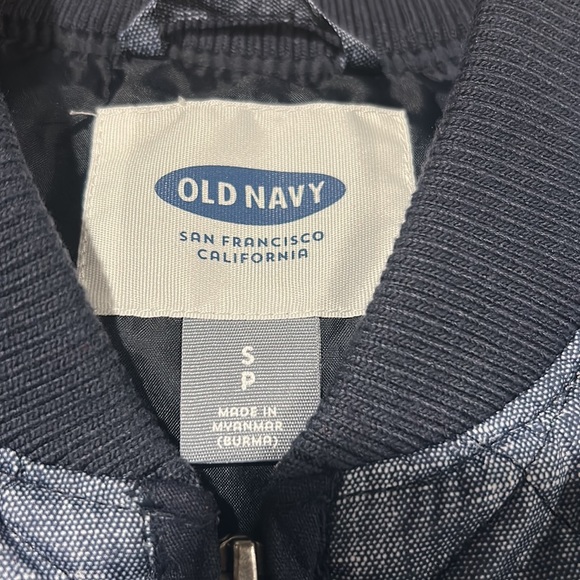 OLD NAVY
SAN FRANCISCO
CALIFORNIA
S
P
MADE IN
MYANMAR
(BURMA)